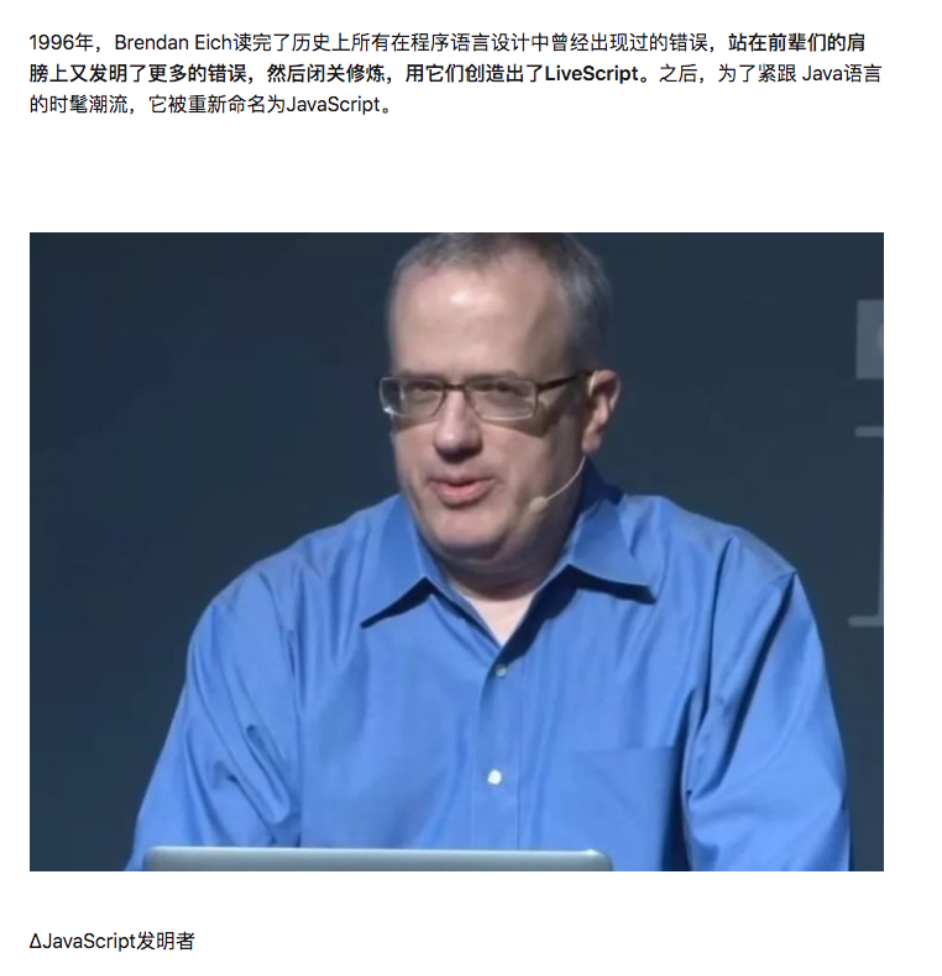 1996年，Brendan Eich读完了历史上所有在程序语言设计中曾经出现过的错误，站在前辈们的肩
膀上又发明了更多的错误，然后闭关修炼，用它们创造出了LiveScript。之后，为了紧跟 Java语言
的时髦潮流，它被重新命名为JavaScript。
ΔJavaScript发明者